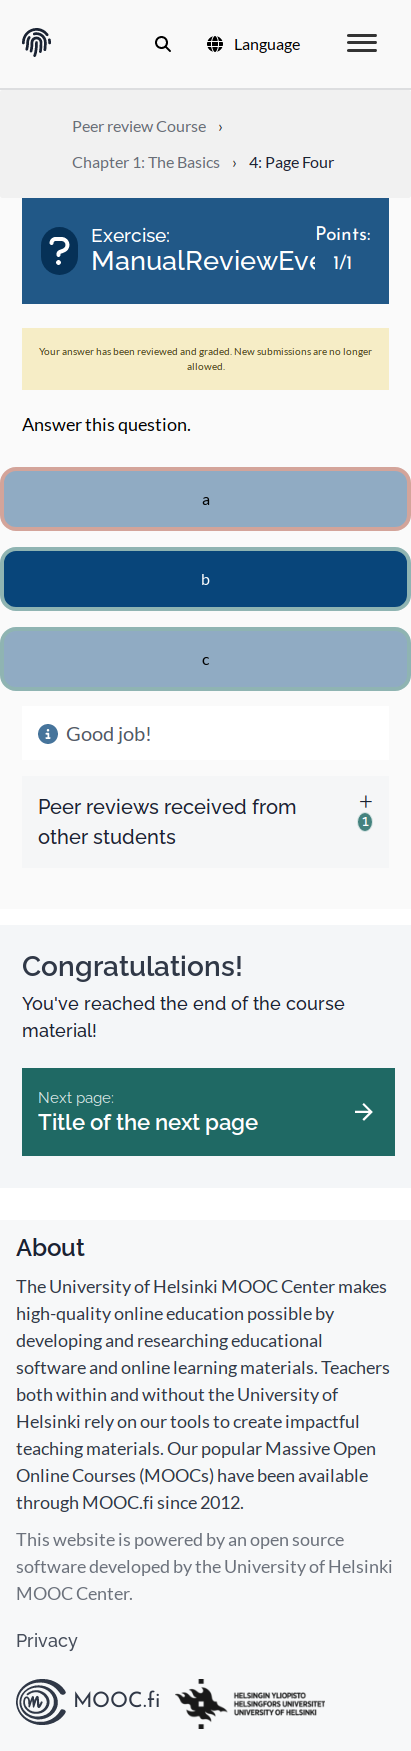 Language
Peer review Course ›
Chapter 1: The Basics › 4: Page Four
Exercise:
ManualReviewEve
Points:
1/1
Your answer has been reviewed and graded. New submissions are no longer
allowed.
Answer this question.
a
b
c
Good job!
Peer reviews received from
other students
+
1
Congratulations!
You've reached the end of the course
material!
Next page:
Title of the next page
About
The University of Helsinki MOOC Center makes
high-quality online education possible by
developing and researching educational
software and online learning materials. Teachers
both within and without the University of
Helsinki rely on our tools to create impactful
teaching materials. Our popular Massive Open
Online Courses (MOOCs) have been available
through MOOC.fi since 2012.
This website is powered by an open source
software developed by the University of Helsinki
MOOC Center.
Privacy
MOOC.fi
HELSINGIN YLIOPISTO
HELSINGFORS UNIVERSITET
UNIVERSITY OF HELSINKI